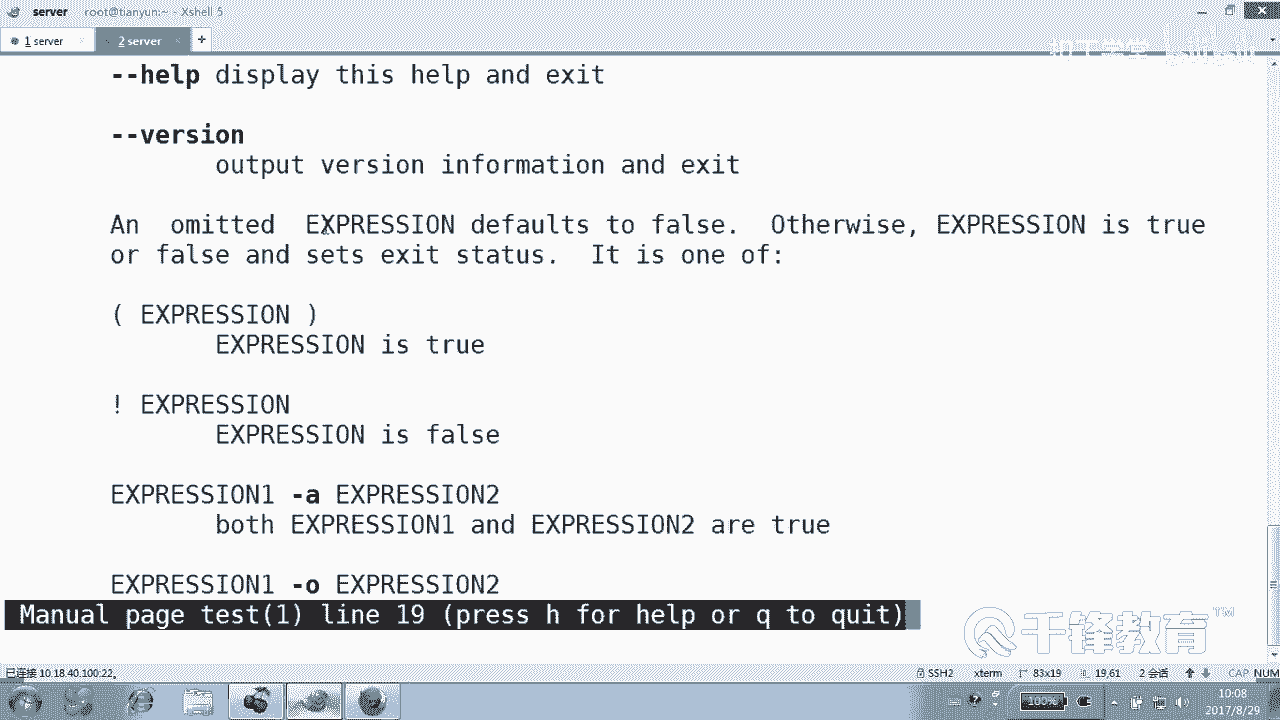 server root@tianyun:~ - Xshell 5
1 server × 2 server × +
--help display this help and exit
--version
output version information and exit
An omitted EXPRESSION defaults to false. Otherwise, EXPRESSION is true
or false and sets exit status. It is one of:
( EXPRESSION )
EXPRESSION is true
! EXPRESSION
EXPRESSION is false
EXPRESSION1 -a EXPRESSION2
both EXPRESSION1 and EXPRESSION2 are true
EXPRESSION1 -o EXPRESSION2
Manual page test(1) line 19 (press h for help or q to quit)
千锋教育™
已连接 10.18.40.100:22。 SSH2 xterm 83x19 19,61 2 会话 CAP NUM
100% 10:08
2017/8/29